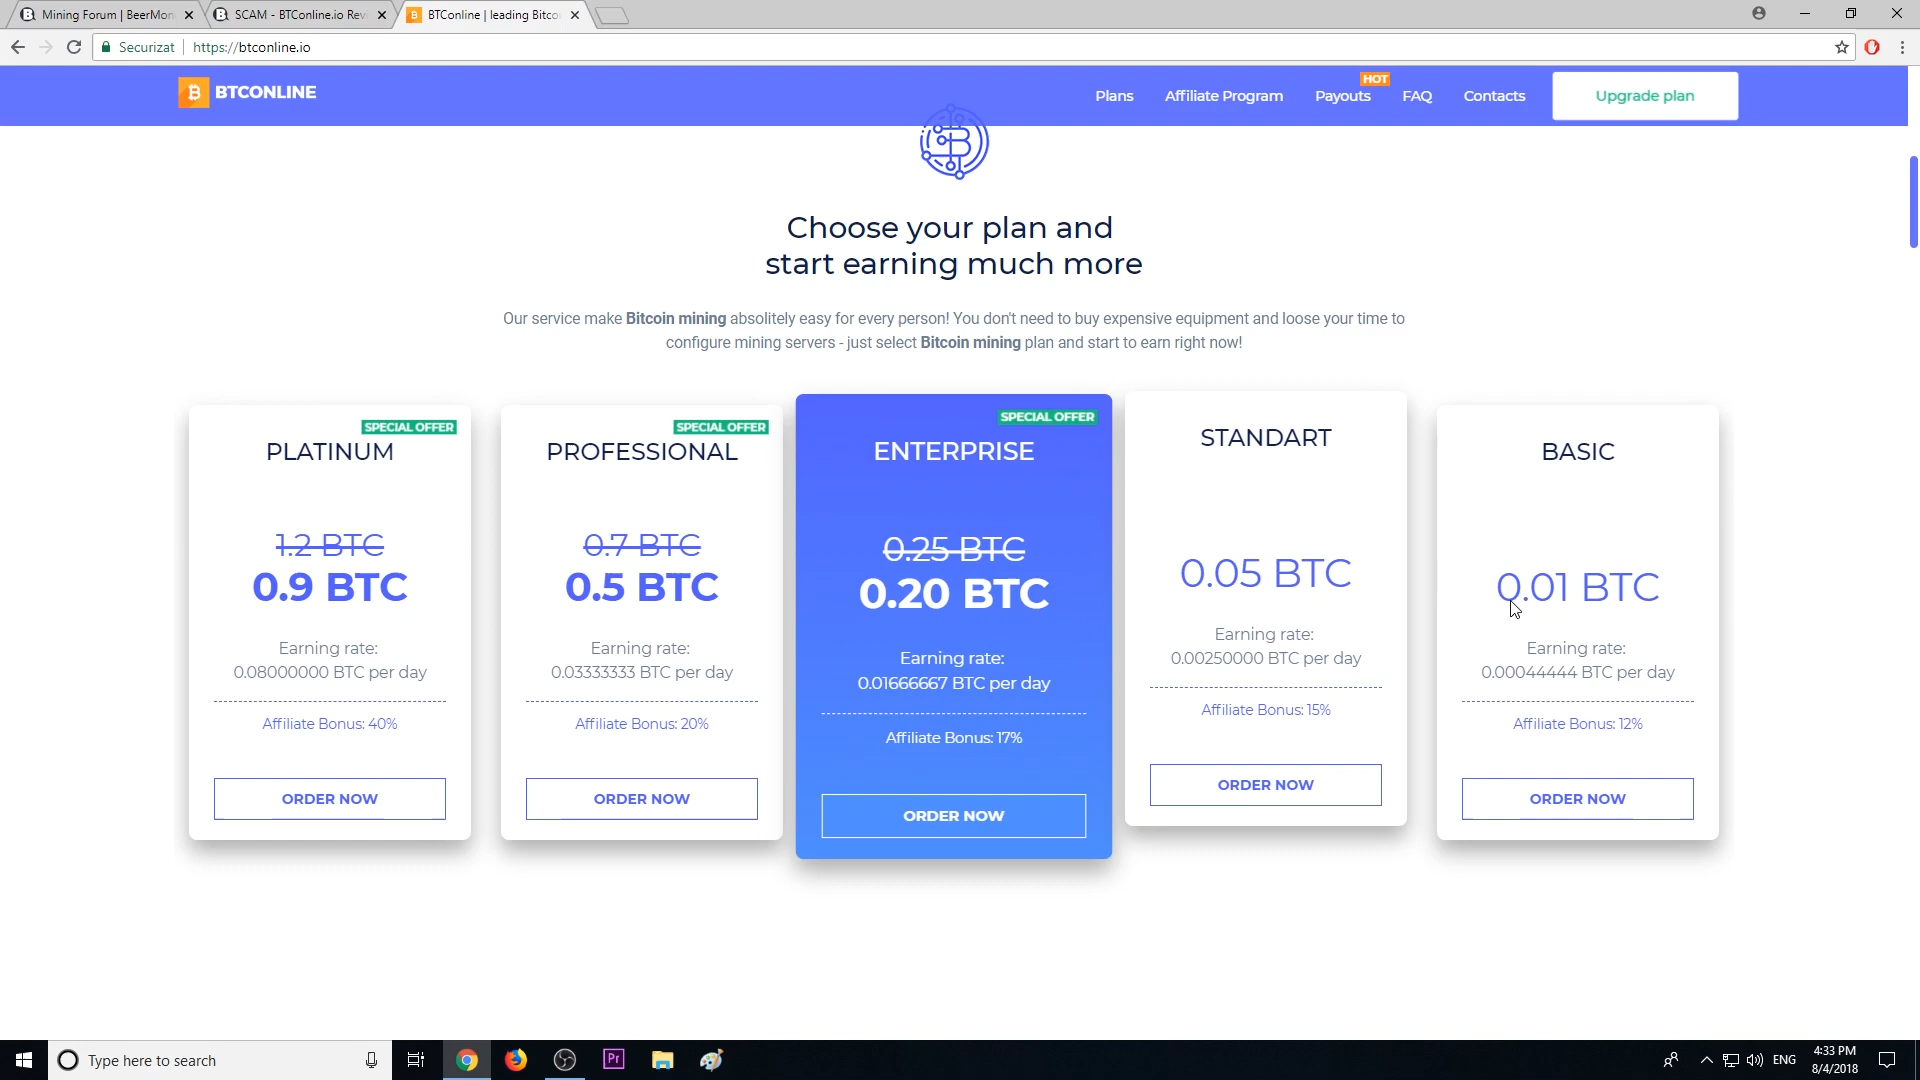 Mining Forum | BeerMon
SCAM - BTConline.io Rev
BTConline | leading Bitco
Securizat
https://btconline.io
BTCONLINE
Plans
Affiliate Program
Payouts
HOT
FAQ
Contacts
Upgrade plan
Choose your plan and
start earning much more
Our service make Bitcoin mining absolitely easy for every person! You don't need to buy expensive equipment and loose your time to
configure mining servers - just select Bitcoin mining plan and start to earn right now!
SPECIAL OFFER
PLATINUM
1.2 BTC
0.9 BTC
Earning rate:
0.08000000 BTC per day
Affiliate Bonus: 40%
ORDER NOW
SPECIAL OFFER
PROFESSIONAL
0.7 BTC
0.5 BTC
Earning rate:
0.03333333 BTC per day
Affiliate Bonus: 20%
ORDER NOW
SPECIAL OFFER
ENTERPRISE
0.25 BTC
0.20 BTC
Earning rate:
0.01666667 BTC per day
Affiliate Bonus: 17%
ORDER NOW
STANDART
0.05 BTC
Earning rate:
0.00250000 BTC per day
Affiliate Bonus: 15%
ORDER NOW
BASIC
0.01 BTC
Earning rate:
0.00044444 BTC per day
Affiliate Bonus: 12%
ORDER NOW
Type here to search
Pr
ENG
4:33 PM
8/4/2018